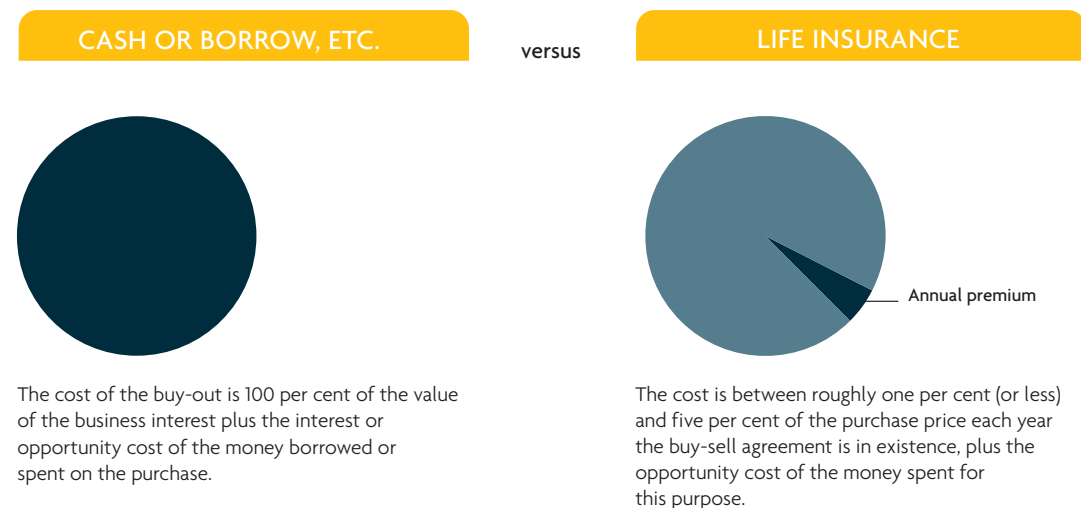 CASH OR BORROW, ETC.
versus
LIFE INSURANCE
Annual premium
The cost of the buy-out is 100 per cent of the value
of the business interest plus the interest or
opportunity cost of the money borrowed or
spent on the purchase.
The cost is between roughly one per cent (or less)
and five per cent of the purchase price each year
the buy-sell agreement is in existence, plus the
opportunity cost of the money spent for
this purpose.